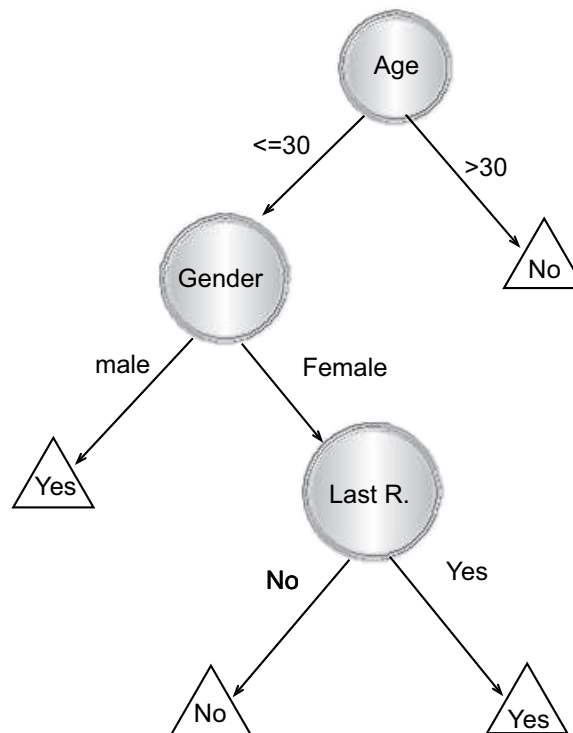 Age
<=30
>30
Gender
No
male
Female
Yes
Last R.
No
Yes
No
Yes